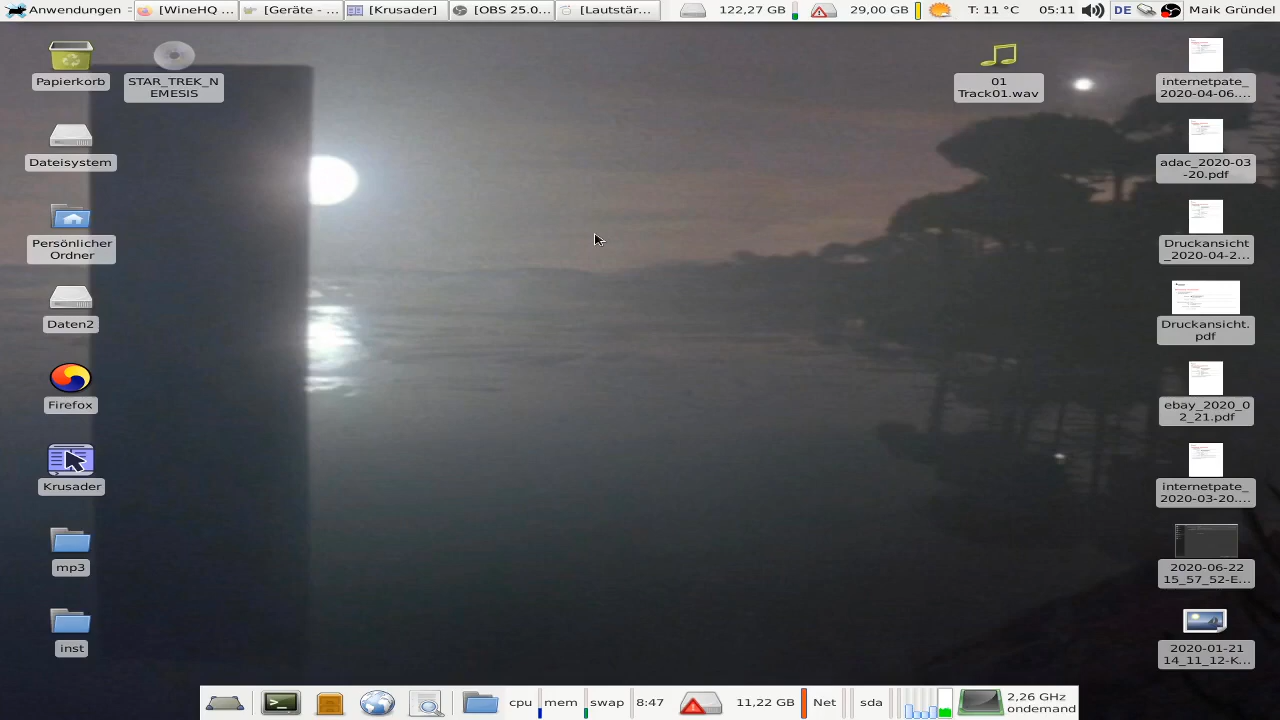 Anwendungen [WineHQ ... [Geräte - ... [Krusader] [OBS 25.0... [Lautstär... 122,27 GB 29,00 GB T: 11 °C 05:11 DE Maik Gründel
Papierkorb
STAR_TREK_N
EMESIS
01
Track01.wav
internetpate_
2020-04-06....
Dateisystem
adac_2020-03
-20.pdf
Persönlicher
Ordner
Druckansicht
_2020-04-2...
Daten2
Druckansicht.
pdf
Firefox
ebay_2020_0
2_21.pdf
Krusader
internetpate_
2020-03-20....
mp3
2020-06-22
15_57_52-E...
inst
2020-01-21
14_11_12-K...
cpu mem swap 8:47 11,22 GB Net sda 2,26 GHz
ondemand